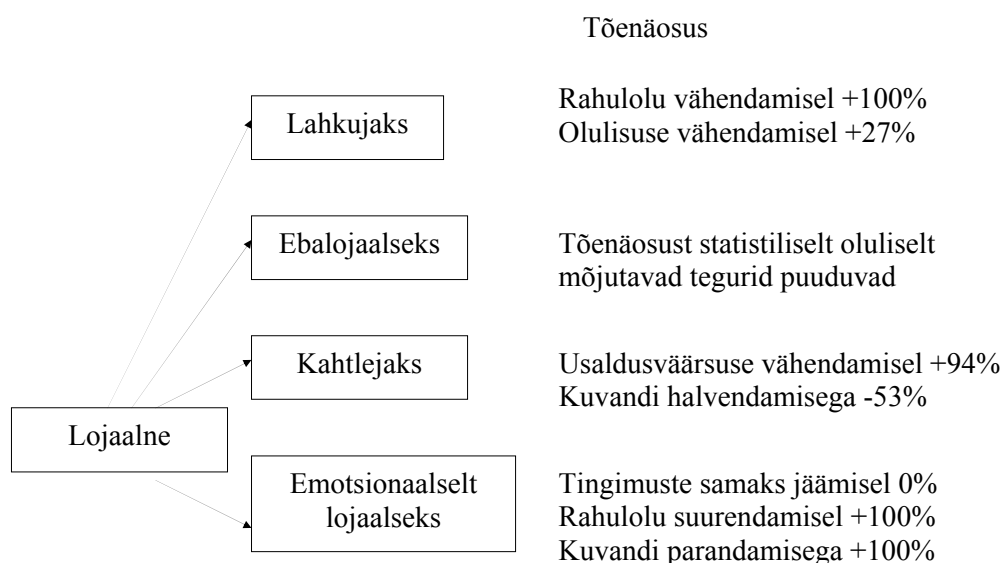 Tõenäosus
Lahkujaks
Rahulolu vähendamisel +100%
Olulisuse vähendamisel +27%
Ebalojaalseks
Tõenäosust statistiliselt oluliselt
mõjutavad tegurid puuduvad
Kahtlejaks
Usaldusväärsuse vähendamisel +94%
Kuvandi halvendamisega -53%
Lojaalne
Emotsionaalselt
lojaalseks
Tingimuste samaks jäämisel 0%
Rahulolu suurendamisel +100%
Kuvandi parandamisega +100%